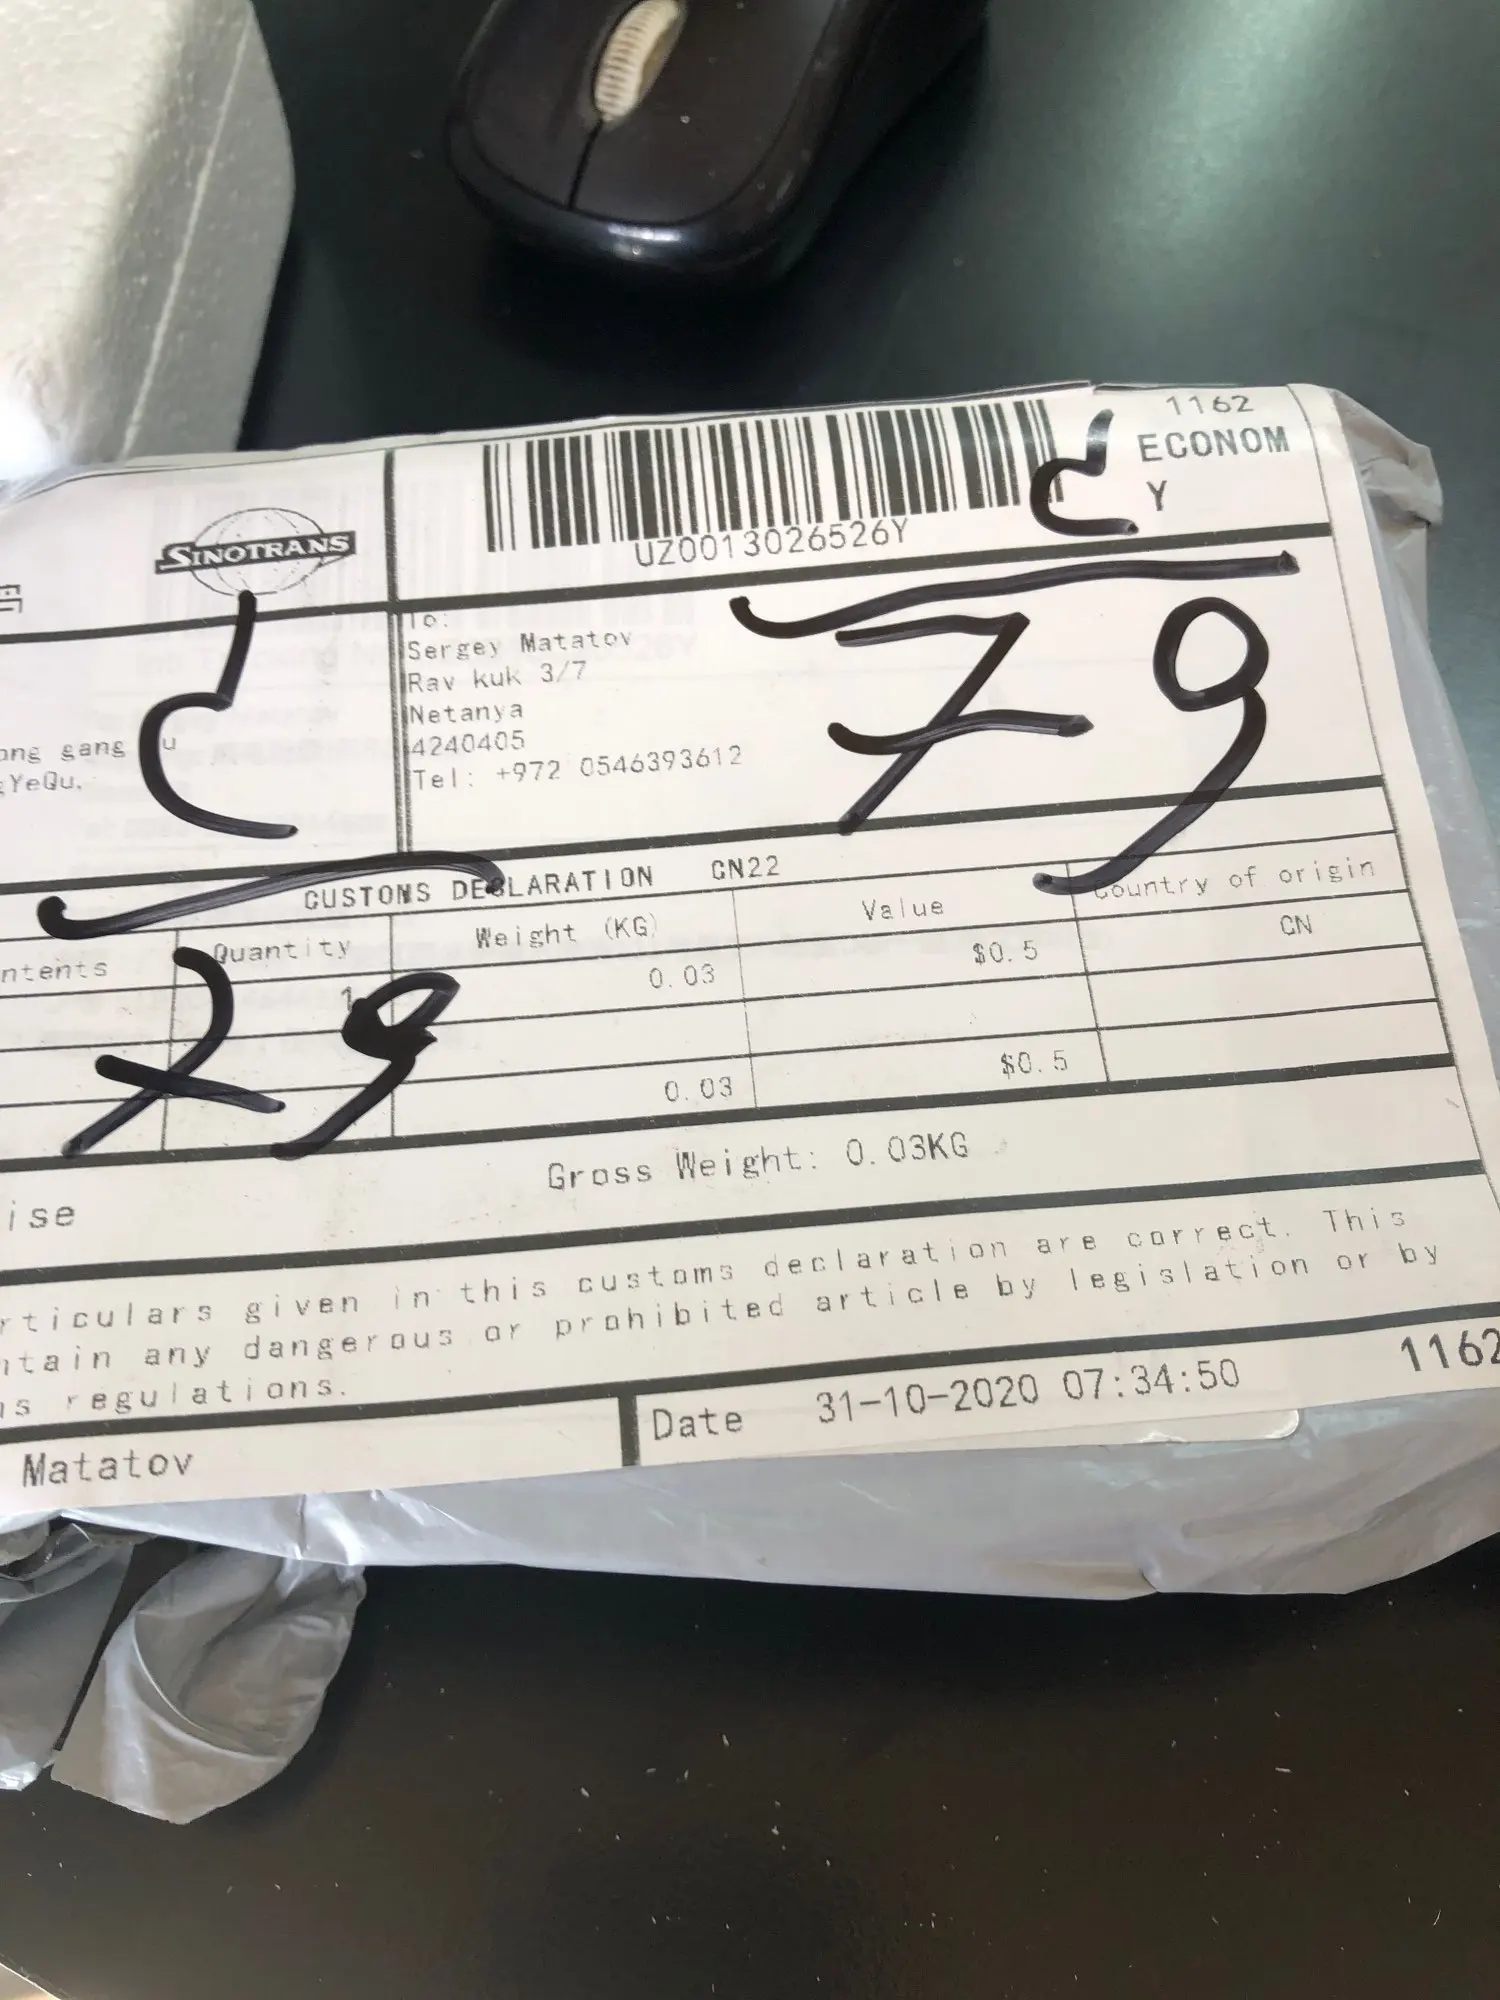 1162
ECONOM
Y
SINOTRANS
UZ0013026526Y
To:
Sergey Matatov
Rav kuk 3/7
Netanya
4240405
Tel: +972 0546393612
ל
79
ל
79
ang gang
u
YeQu,
CUSTOMS DECLARATION CN22
ntents Quantity Weight (KG) Value Country of origin
1 0.03 $0.5 CN
0.03 $0.5
Gross Weight: 0.03KG
ise
rticulars given in this customs declaration are correct. This
ntain any dangerous or prohibited article by legislation or by
s regulations.
Matatov
Date 31-10-2020 07:34:50 1162